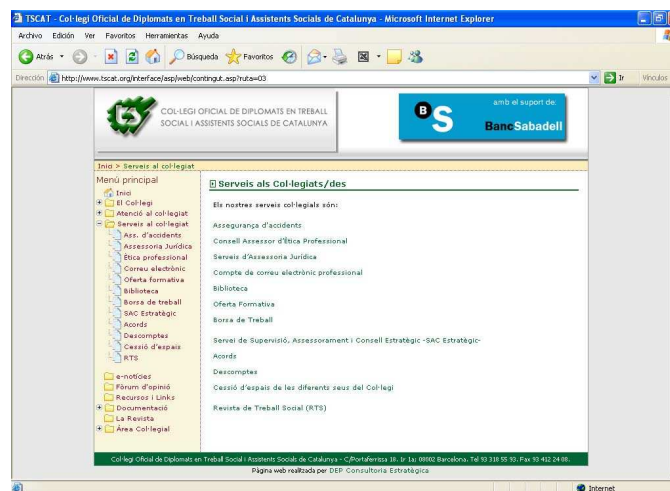 TSCAT - Col·legi Oficial de Diplomats en Treball Social i Assistents Socials de Catalunya - Microsoft Internet Explorer
Archivo Edición Ver Favoritos Herramientas Ayuda
Atrás Búsqueda Favoritos
Dirección http://www.tscat.org/interface/asp/web/contingut.asp?ruta=03 Ir Vínculos
COL·LEGI OFICIAL DE DIPLOMATS EN TREBALL
SOCIAL I ASSISTENTS SOCIALS DE CATALUNYA
amb el suport de:
BS
BancSabadell
Inici > Serveis al col·legiat
Menú principal
Inici
El Col·legi
Atenció al col·legiat
Serveis al col·legiat
Ass. d'accidents
Assessoria Jurídica
Ètica professional
Correu electrònic
Oferta formativa
Biblioteca
Borsa de treball
SAC Estratègic
Acords
Descomptes
Cessió d'espais
RTS
e-notícies
Fòrum d'opinió
Recursos i Links
Documentació
La Revista
Àrea Col·legial
Serveis als Col·legiats/des
Els nostres serveis col·legials són:
Assegurança d'accidents
Consell Assessor d'Ètica Professional
Serveis d'Assessoria Jurídica
Compte de correu electrònic professional
Biblioteca
Oferta Formativa
Borsa de Treball
Servei de Supervisió, Assessorament i Consell Estratègic -SAC Estratègic-
Acords
Descomptes
Cessió d'espais de les diferents seus del Col·legi
Revista de Treball Social (RTS)
Col·legi Oficial de Diplomats en Treball Social i Assistents Socials de Catalunya - C/Portaferrissa 18, 1r 1a; 08002 Barcelona. Tel 93 318 55 93. Fax 93 412 24 08.
Pàgina web realitzada per DEP Consultoria Estratègica
Internet